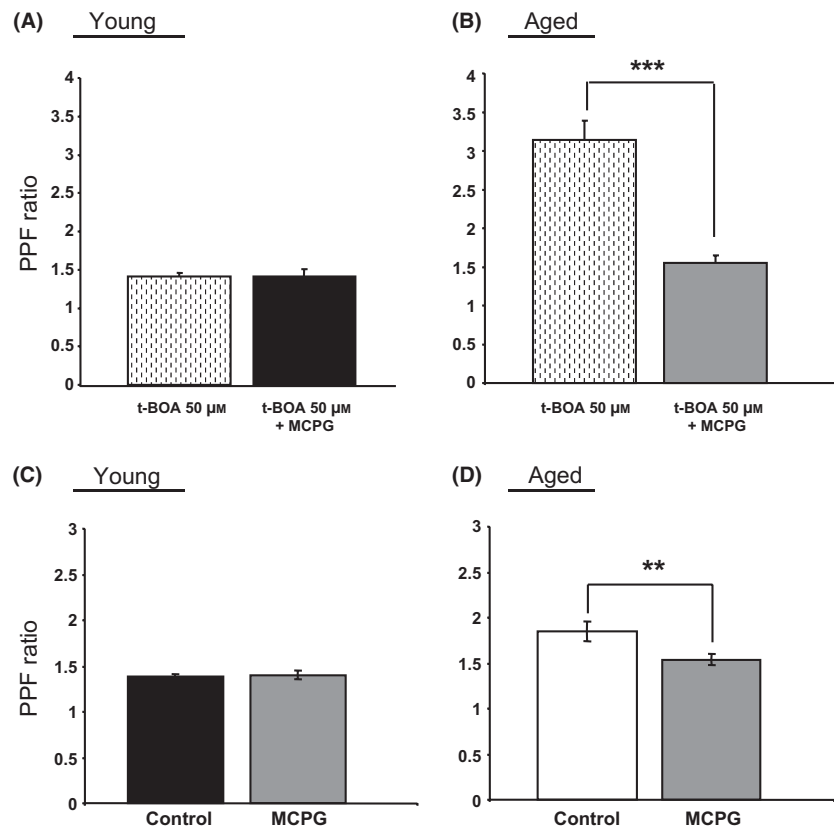 (A) Young
4
3.5
3
2.5
2
1.5
1
0.5
0
PPF ratio
t-BOA 50 µM
t-BOA 50 µM
+ MCPG
(B) Aged
***
4
3.5
3
2.5
2
1.5
1
0.5
0
t-BOA 50 µM
t-BOA 50 µM
+ MCPG
(C) Young
3
2.5
2
1.5
1
0.5
0
PPF ratio
Control MCPG
(D) Aged
**
3
2.5
2
1.5
1
0.5
0
Control MCPG